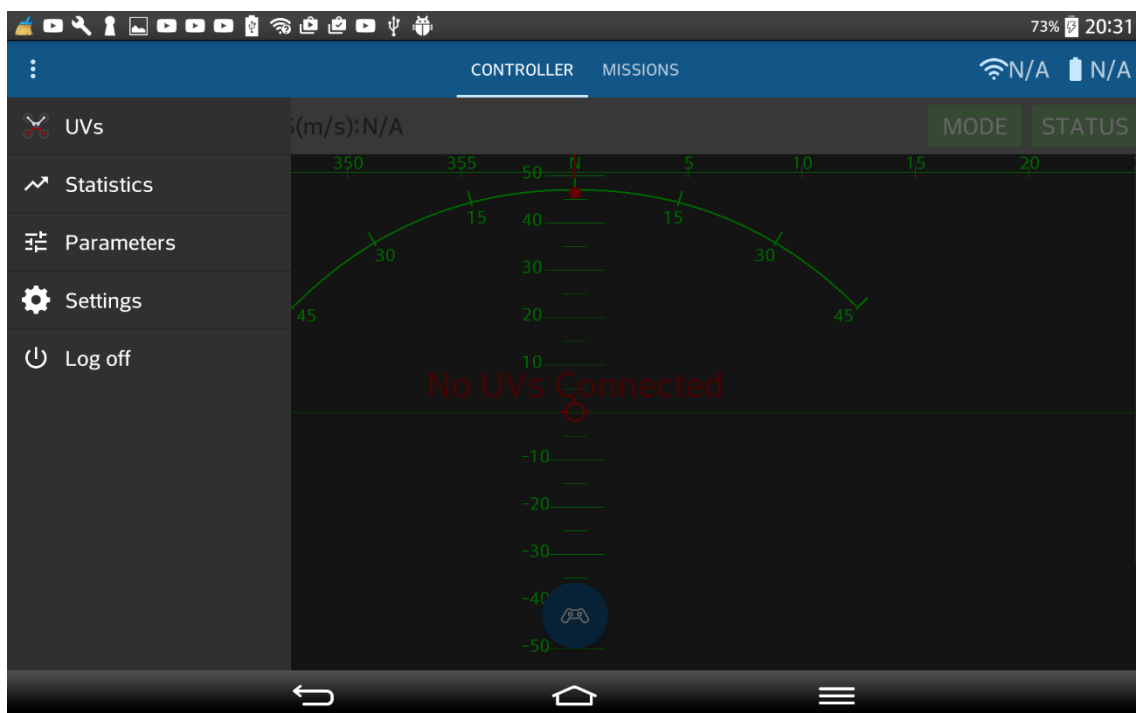 73% 20:31
CONTROLLER MISSIONS
N/A N/A
UVs
Statistics
Parameters
Settings
Log off
(m/s):N/A
MODE STATUS
350 355 N 5 10 15 20
50
40
30
20
10
-10
-20
-30
-40
-50
45 30 15 15 30 45
No UVs Connected